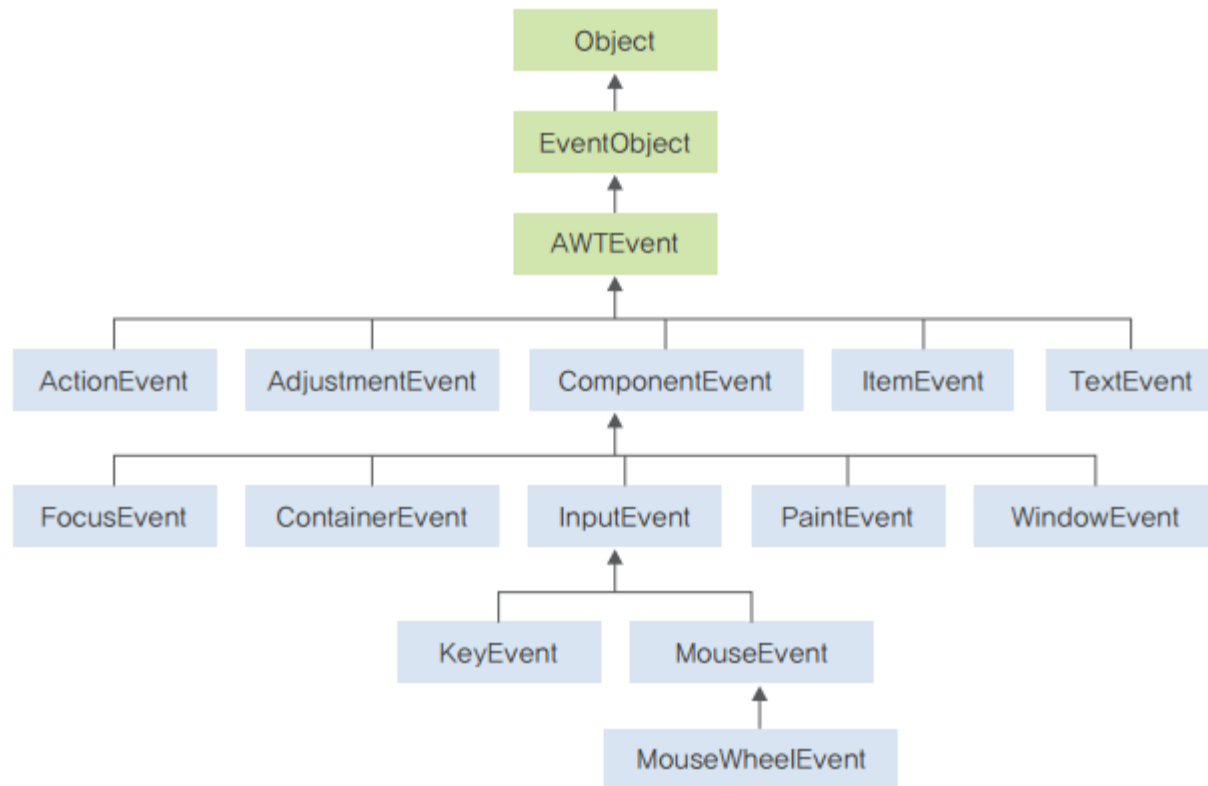 Object
EventObject
AWTEvent
ActionEvent AdjustmentEvent ComponentEvent ItemEvent TextEvent
FocusEvent ContainerEvent InputEvent PaintEvent WindowEvent
KeyEvent MouseEvent
MouseWheelEvent